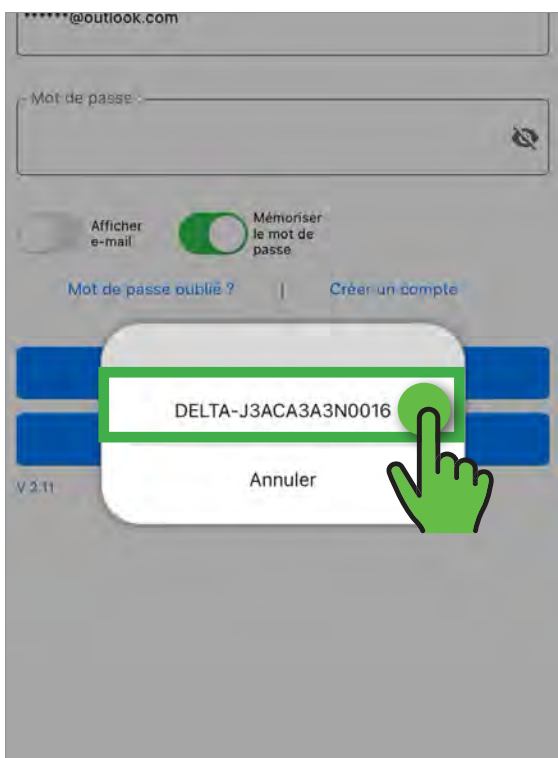 ******@outlook.com
Mot de passe :
Afficher
e-mail
Mémoriser
le mot de
passe
Mot de passe oublié ? | Créer un compte
DELTA-J3ACA3A3N0016
Annuler
V 2.11